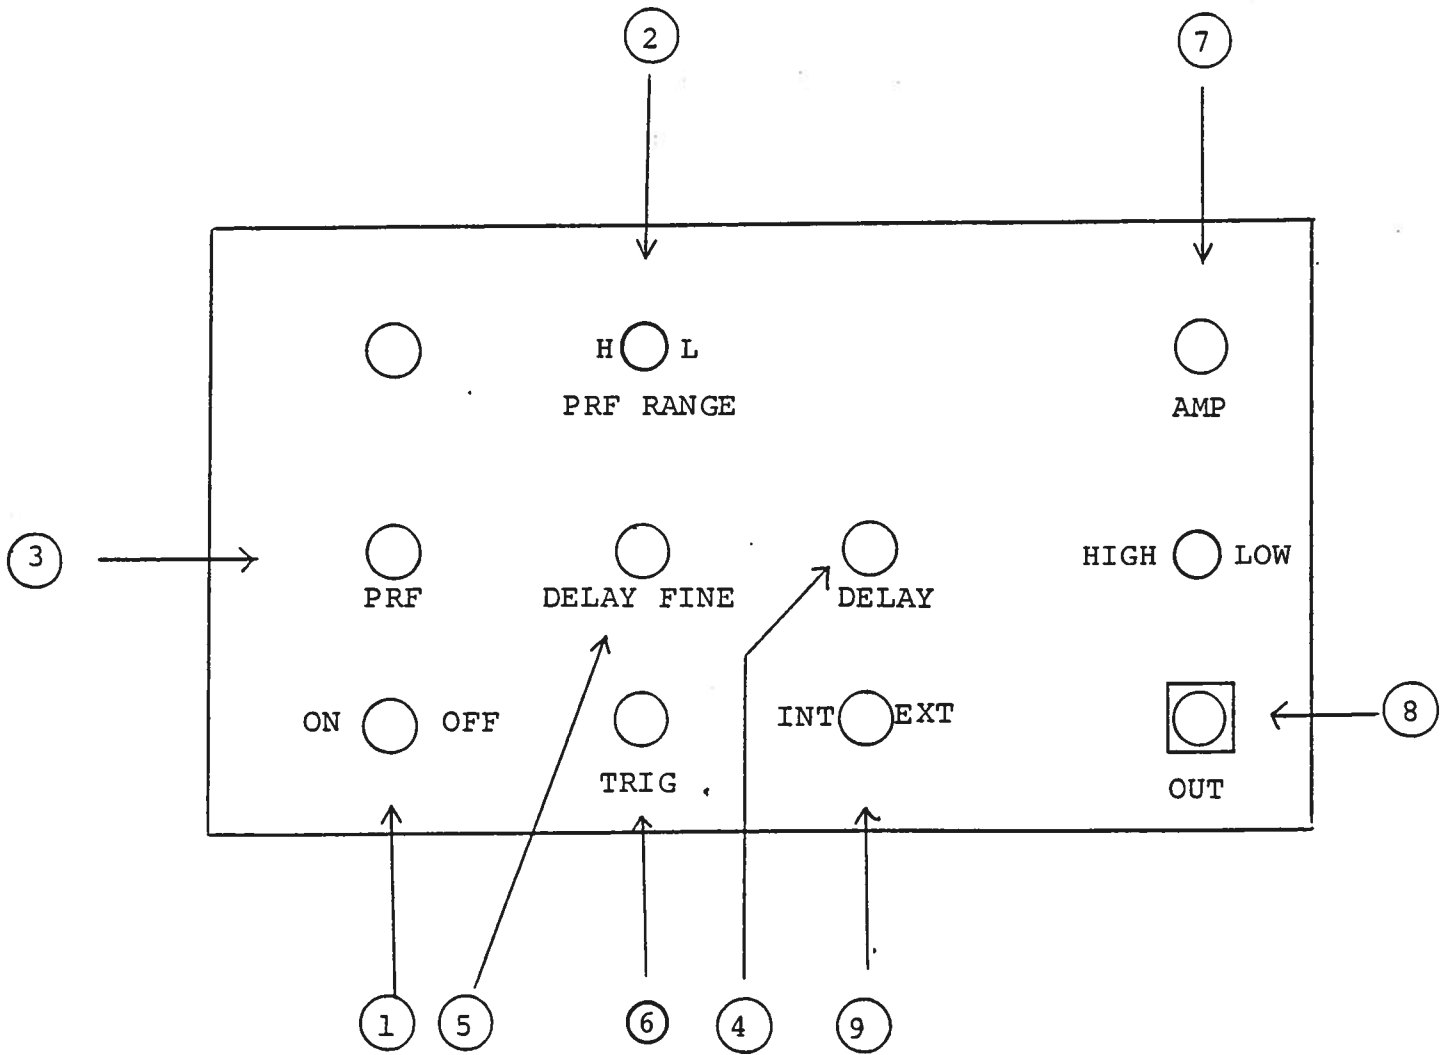 2 7
H L
PRF RANGE AMP
3
PRF DELAY FINE DELAY HIGH LOW
ON OFF INT EXT 8
TRIG OUT
1 5 6 4 9